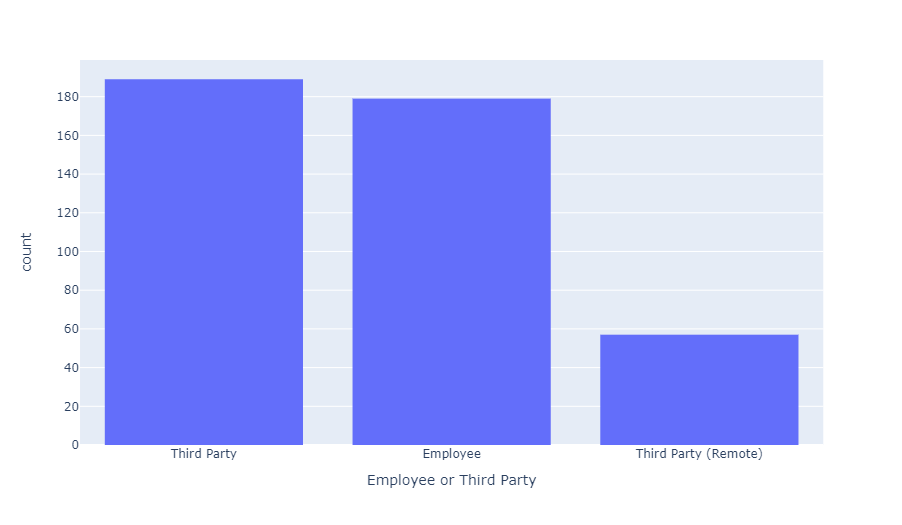 180
160
140
120
100
80
60
40
20
0
count
Third Party
Employee
Third Party (Remote)
Employee or Third Party